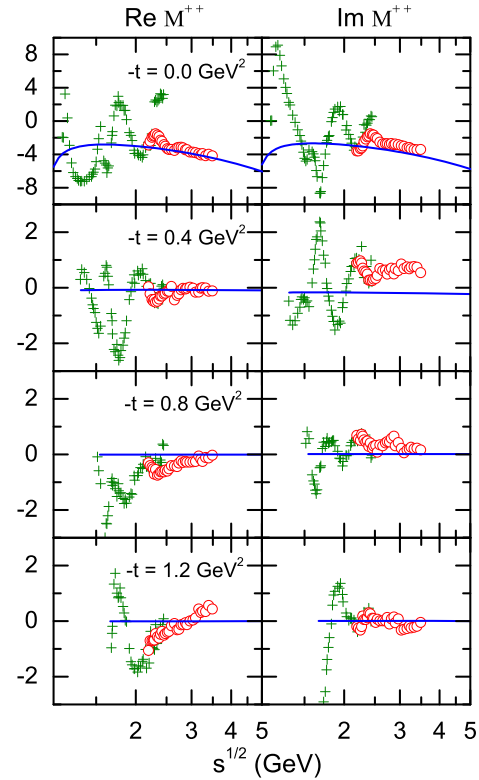 Re M⁺⁺ Im M⁺⁺
8
-t = 0.0 GeV²
4
0
-4
-8
2
-t = 0.4 GeV²
0
-2
2
-t = 0.8 GeV²
0
-2
2
-t = 1.2 GeV²
0
-2
2 3 4 5 2 3 4 5
s^{1/2} (GeV)